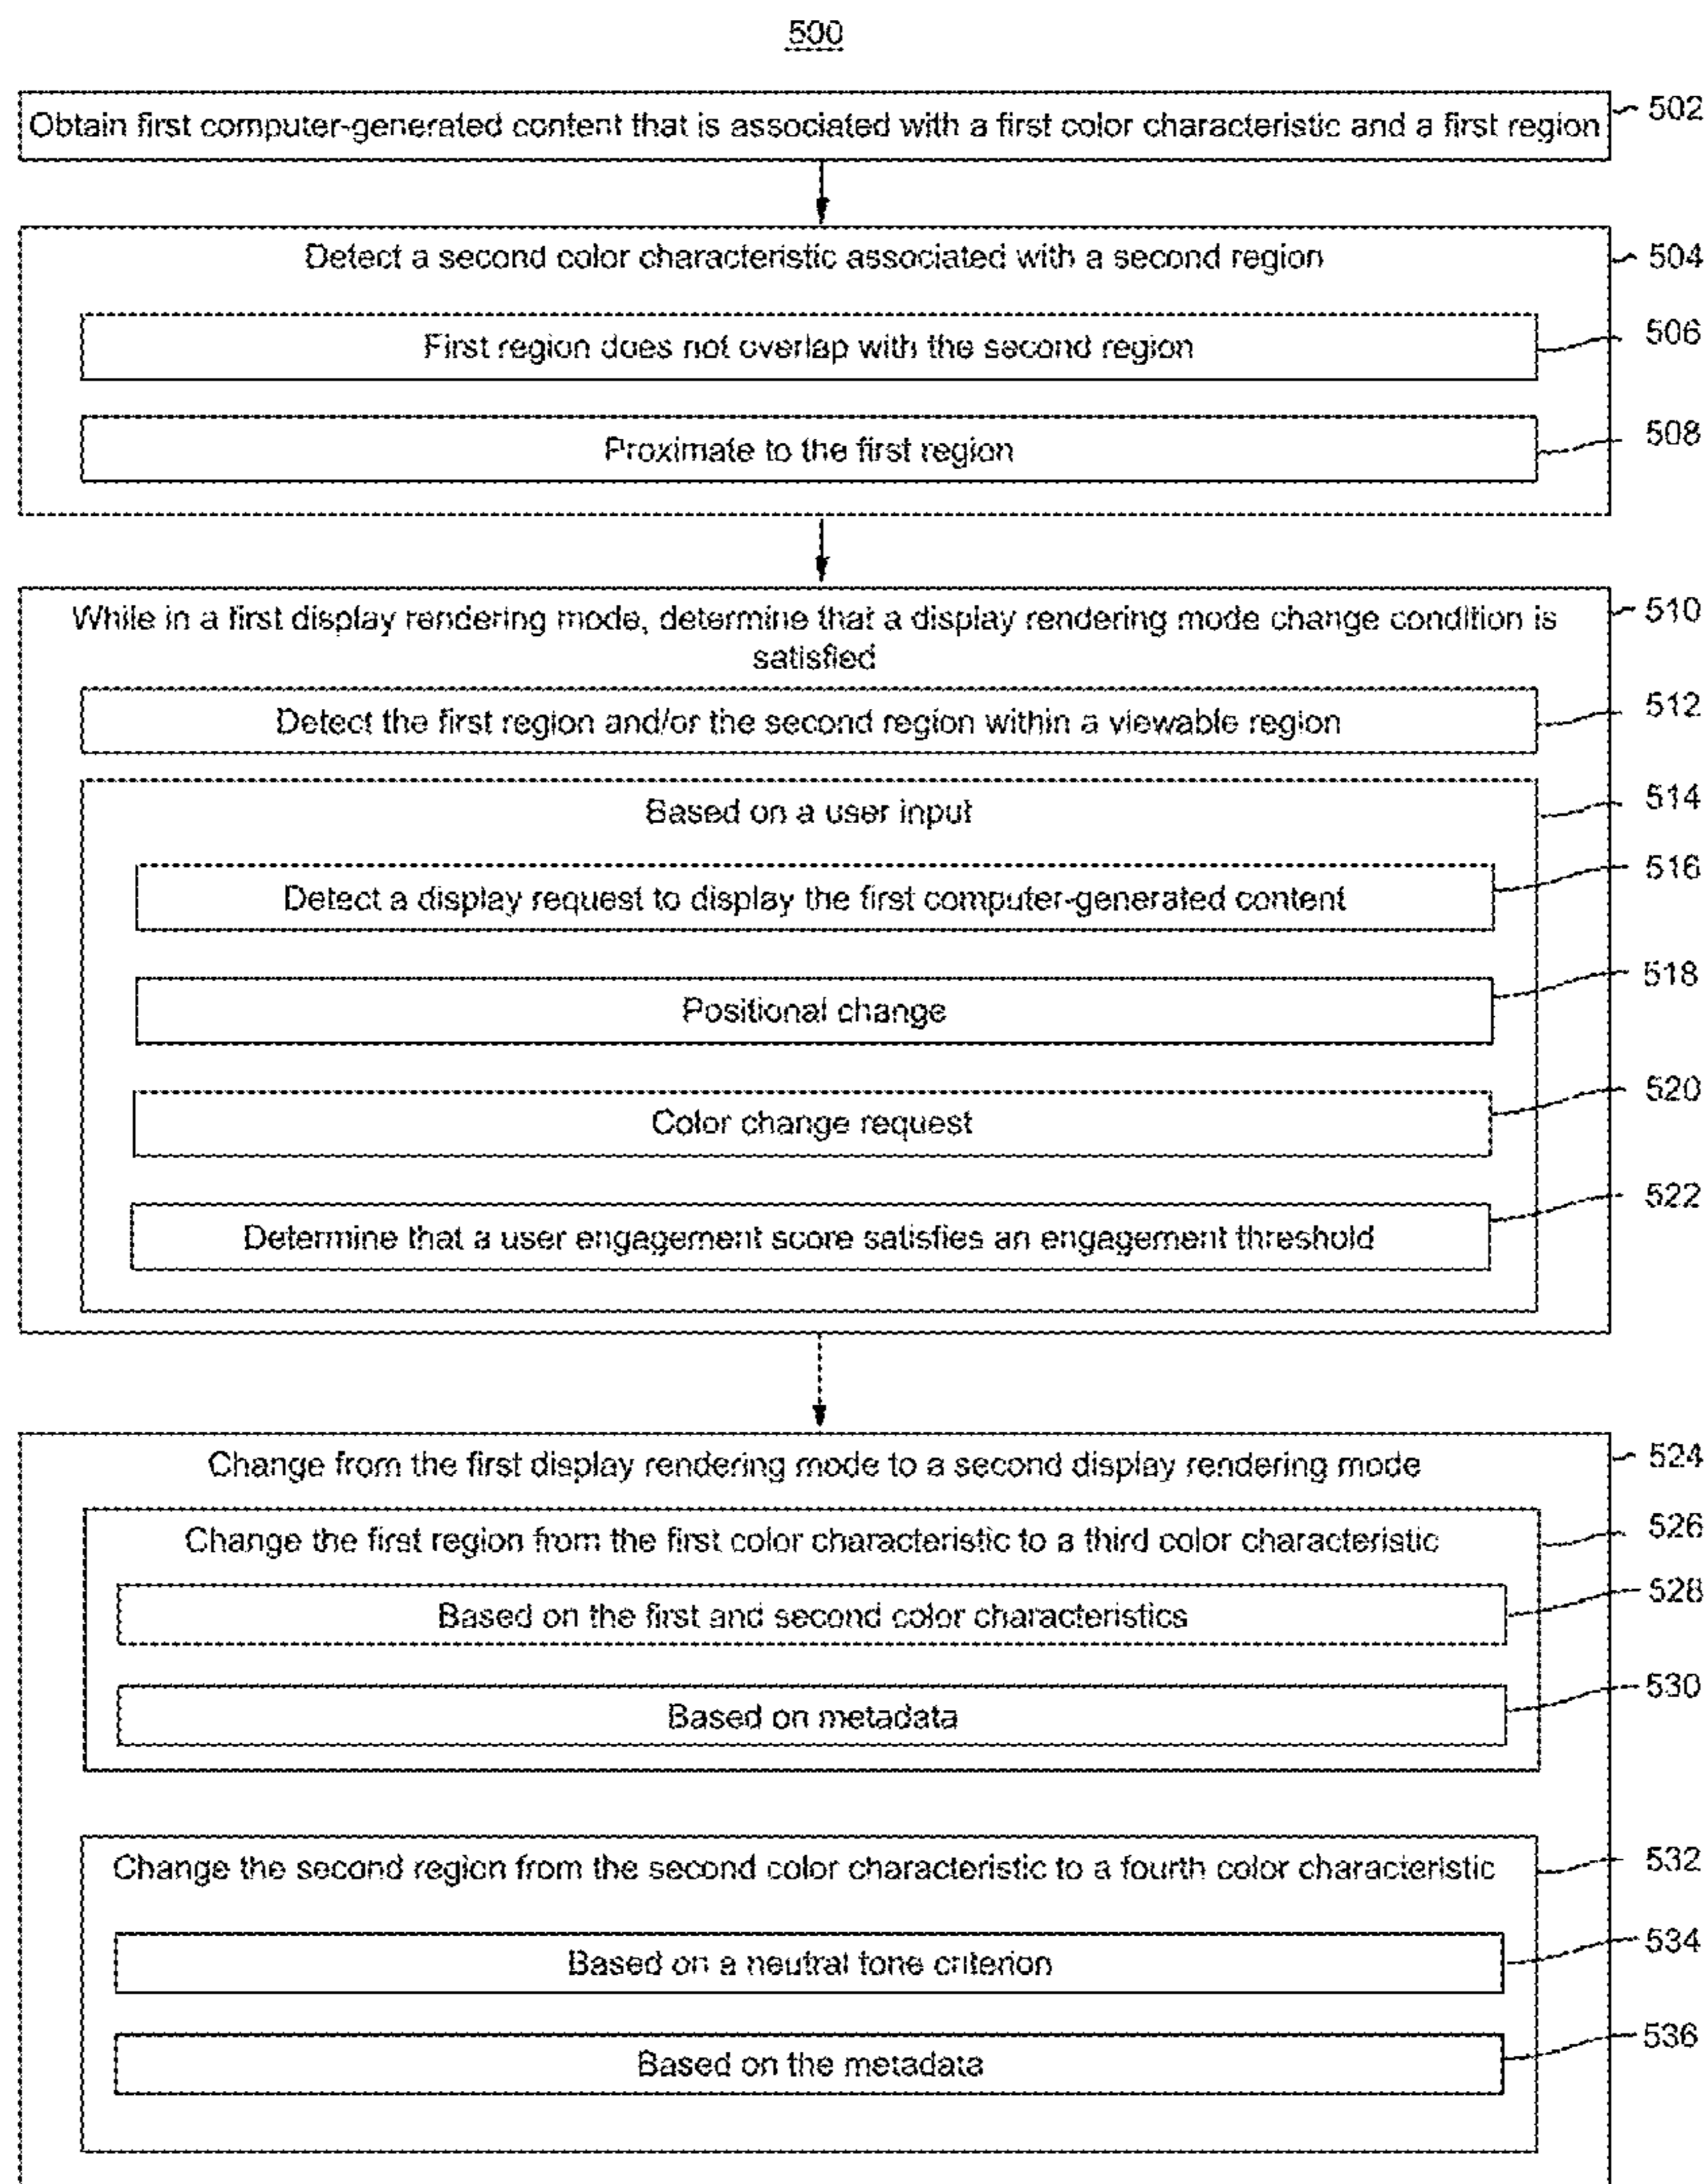 500
Obtain first computer-generated content that is associated with a first color characteristic and a first region
502
Detect a second color characteristic associated with a second region
504
First region does not overlap with the second region
506
Proximate to the first region
508
While in a first display rendering mode, determine that a display rendering mode change condition is
satisfied
510
Detect the first region and/or the second region within a viewable region
512
Based on a user input
514
Detect a display request to display the first computer-generated content
516
Positional change
518
Color change request
520
Determine that a user engagement score satisfies an engagement threshold
522
Change from the first display rendering mode to a second display rendering mode
524
Change the first region from the first color characteristic to a third color characteristic
526
Based on the first and second color characteristics
528
Based on metadata
530
Change the second region from the second color characteristic to a fourth color characteristic
532
Based on a neutral tone criterion
534
Based on the metadata
536